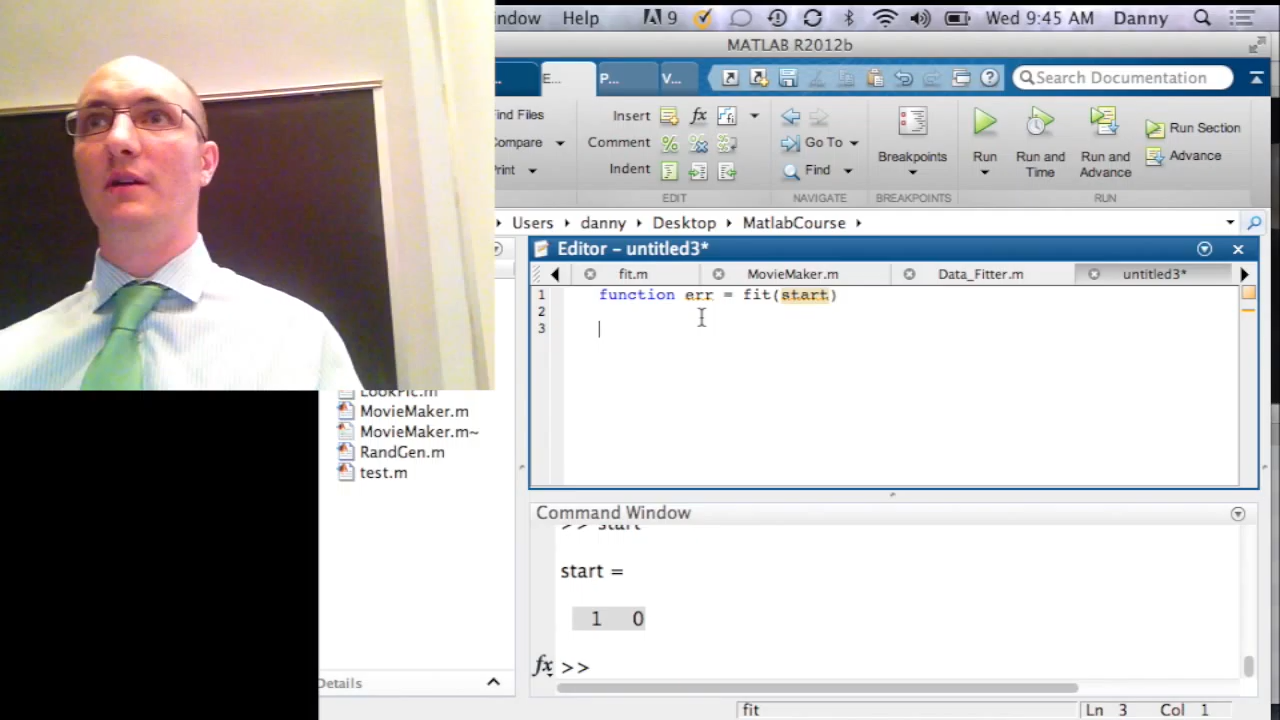 indow Help 9 Wed 9:45 AM Danny
MATLAB R2012b
E... P... V... Search Documentation
ind Files
ompare
rint
Insert fx
Comment
Indent
EDIT
Go To
Find
NAVIGATE
Breakpoints
BREAKPOINTS
Run
Run and Time
Run and Advance
Run Section
Advance
RUN
Users danny Desktop MatlabCourse
Editor – untitled3*
fit.m MovieMaker.m Data_Fitter.m untitled3*
1 function err = fit(start)
2
3
LookPic.m
MovieMaker.m
MovieMaker.m~
RandGen.m
test.m
Details
Command Window
>> start
start =
1 0
fx >>
fit Ln 3 Col 1